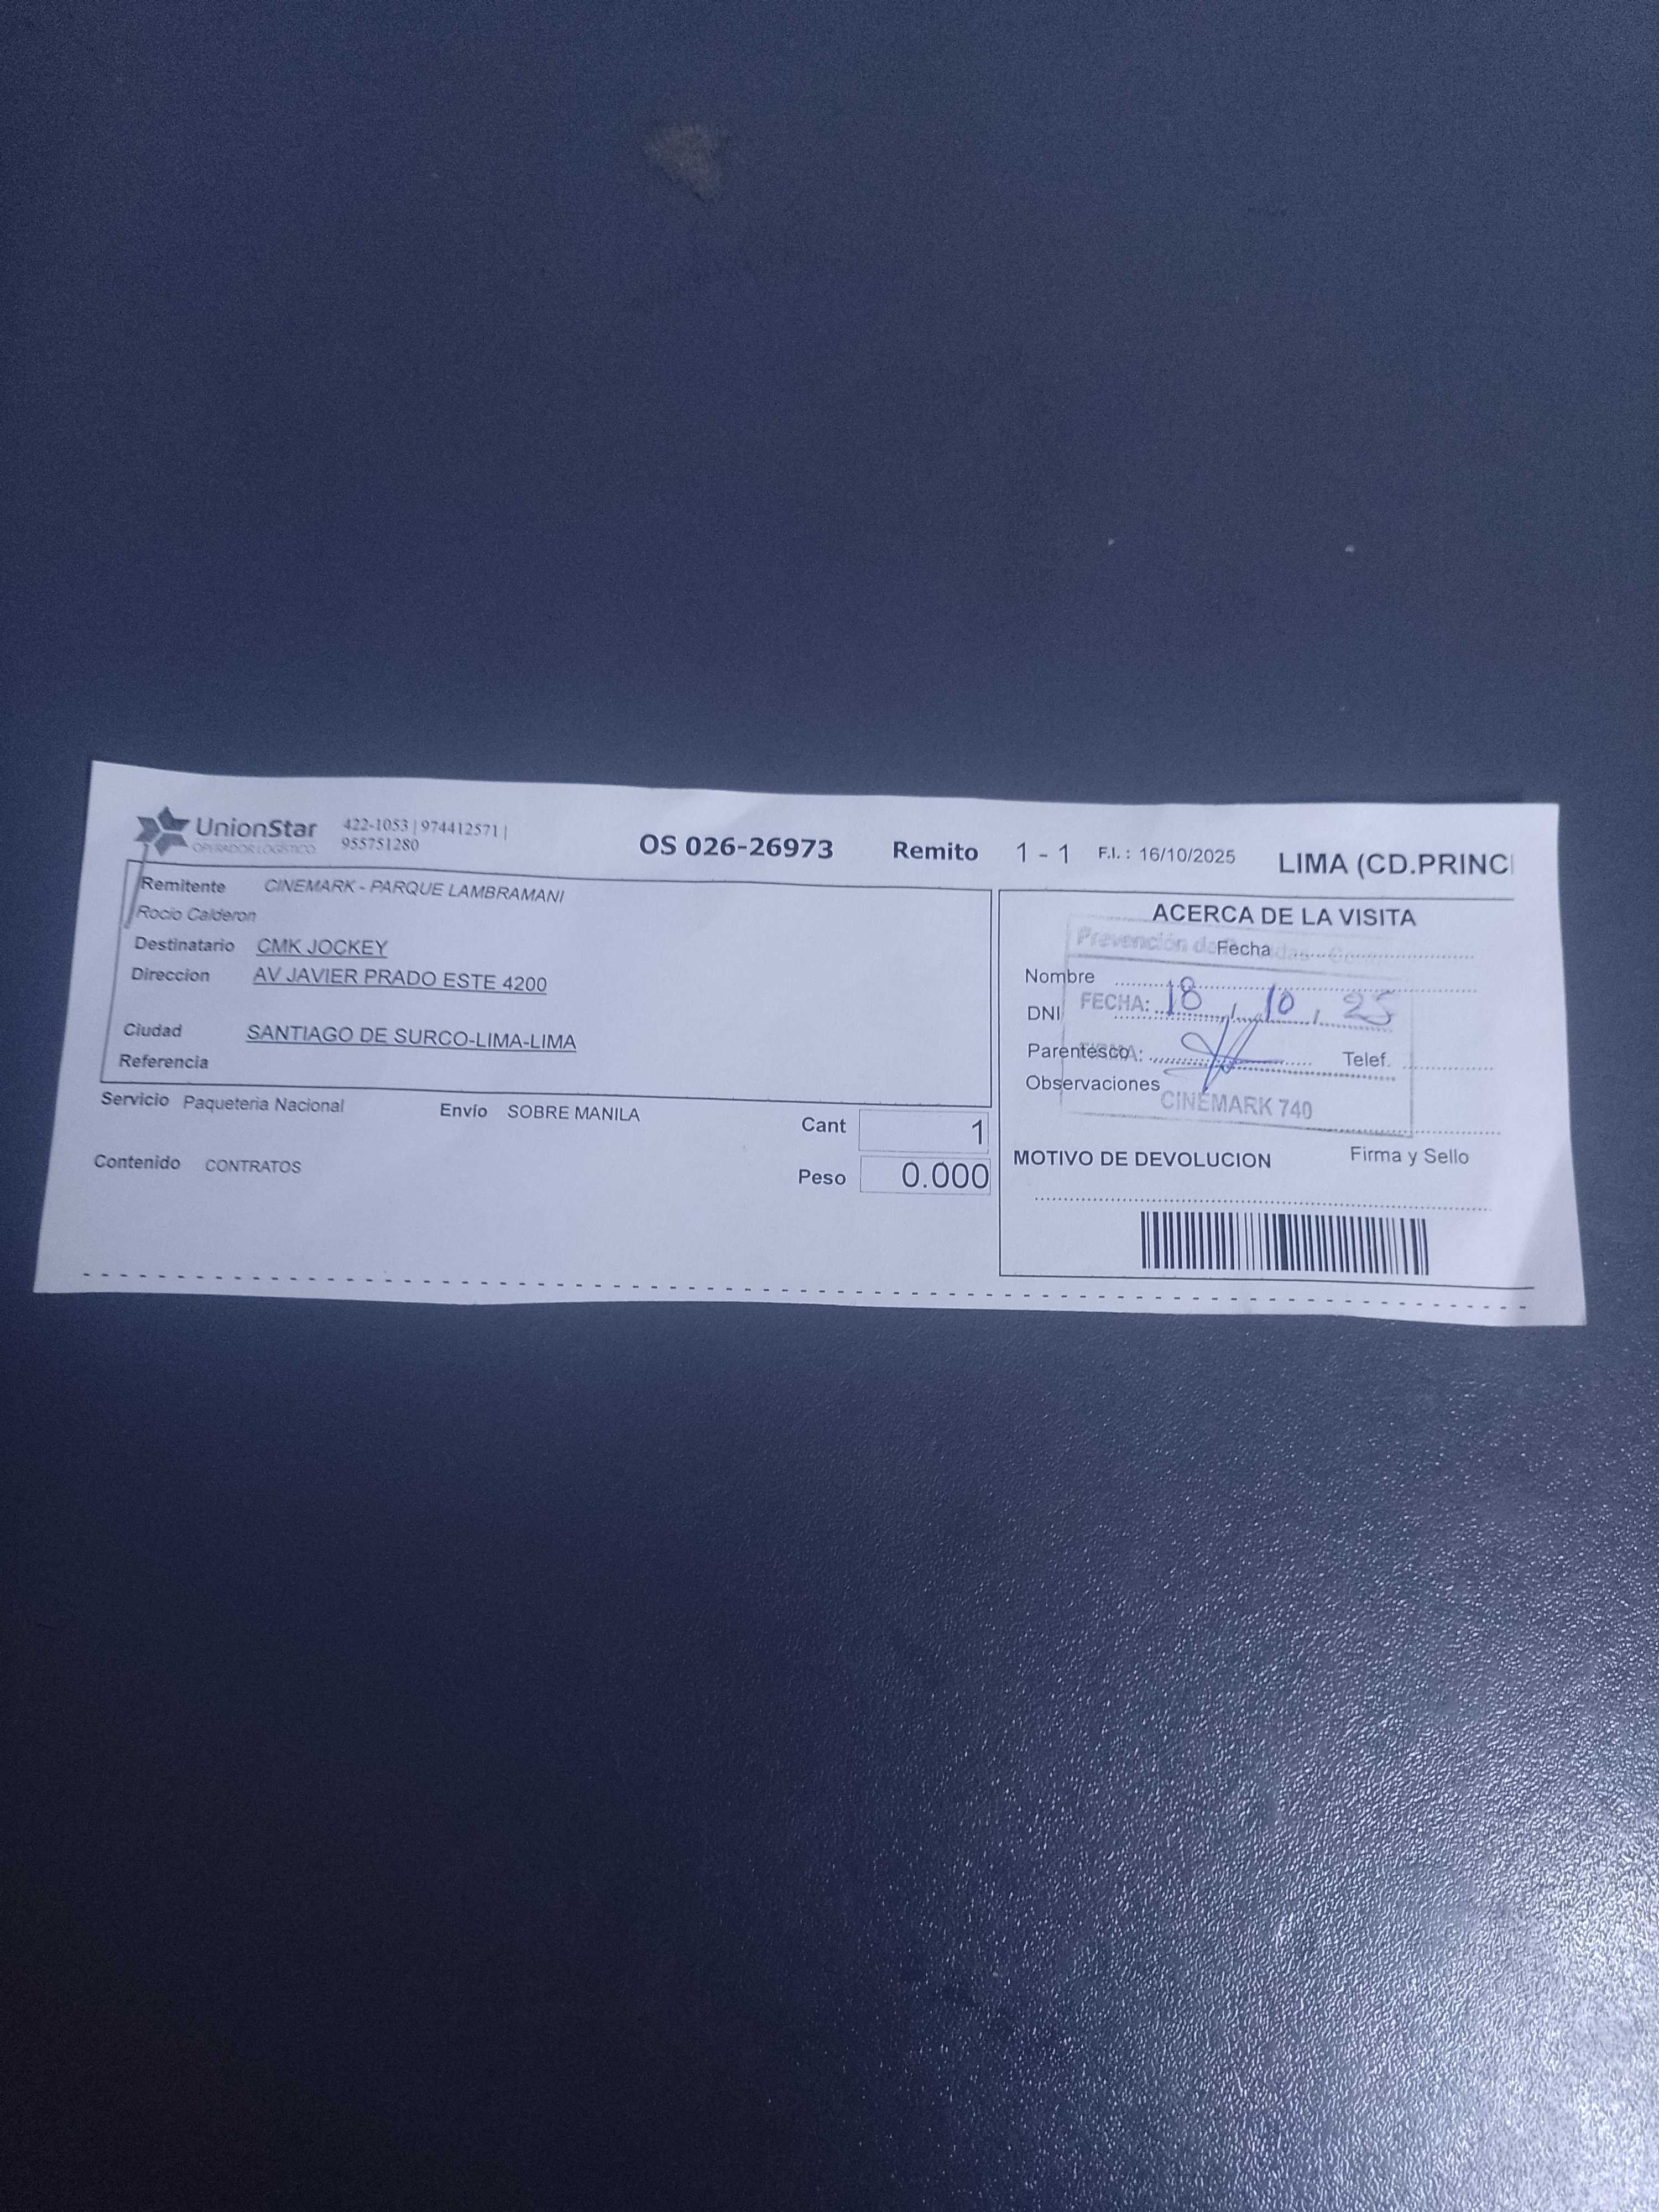 UnionStar
OPERADOR LOGÍSTICO
422-1053 | 974412571 |
955751280
OS 026-26973 Remito 1 - 1 F.I. : 16/10/2025 LIMA (CD.PRINC
Remitente CINEMARK - PARQUE LAMBRAMANI
Rocio Calderon
Destinatario CMK JOCKEY
Direccion AV JAVIER PRADO ESTE 4200
Ciudad SANTIAGO DE SURCO-LIMA-LIMA
Referencia
Servicio Paqueteria Nacional Envío SOBRE MANILA
Cant 1
Contenido CONTRATOS
Peso 0.000
ACERCA DE LA VISITA
Prevención de
Fecha
Nombre
DNI
FECHA: 18 / 10 / 25
Parentesco: Telef.
Observaciones
CINEMARK 740
MOTIVO DE DEVOLUCION Firma y Sello